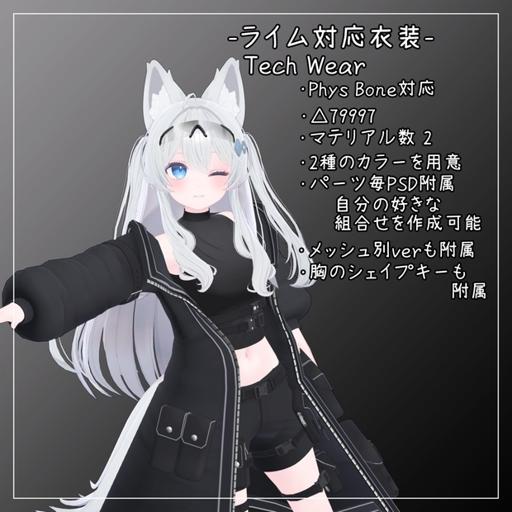 -ライム対応衣装-
Tech Wear
・Phys Bone対応
・△79997
・マテリアル数 2
・2種のカラーを用意
・パーツ毎PSD附属
自分の好きな
組合せを作成可能
・メッシュ別verも附属
・胸のシェイプキーも
附属